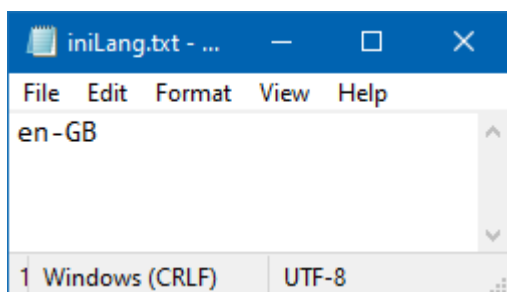 iniLang.txt - ...
File Edit Format View Help
en-GB
1 Windows (CRLF) UTF-8